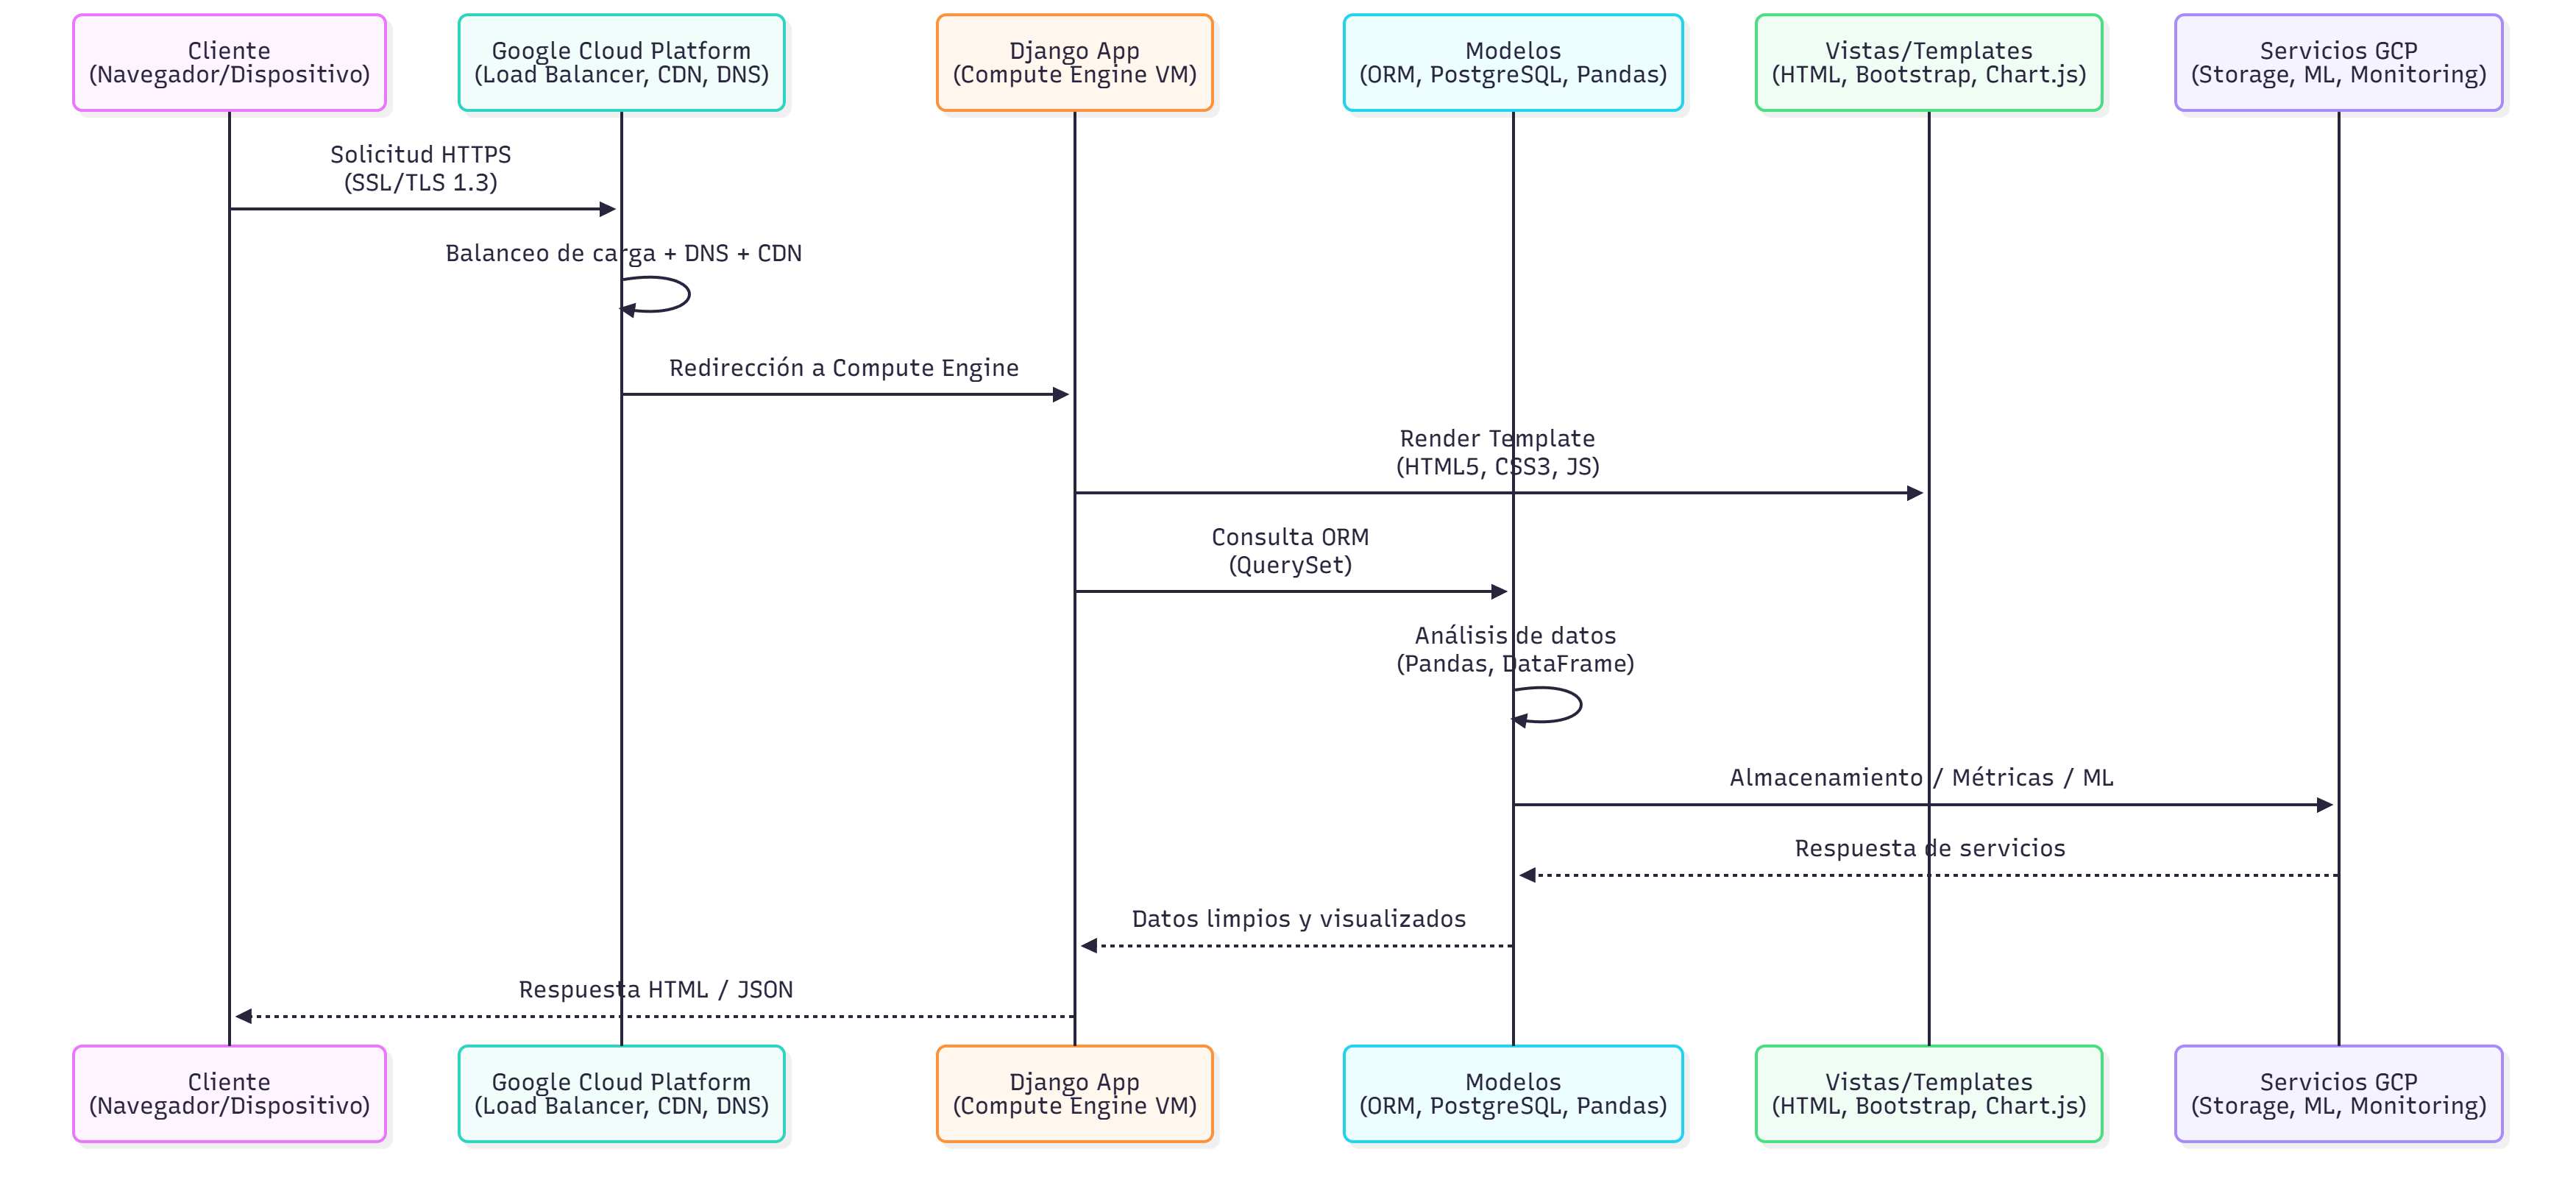 Cliente
(Navegador/Dispositivo)
Google Cloud Platform
(Load Balancer, CDN, DNS)
Django App
(Compute Engine VM)
Modelos
(ORM, PostgreSQL, Pandas)
Vistas/Templates
(HTML, Bootstrap, Chart.js)
Servicios GCP
(Storage, ML, Monitoring)
Solicitud HTTPS
(SSL/TLS 1.3)
Balanceo de carga + DNS + CDN
Redirección a Compute Engine
Render Template
(HTML5, CSS3, JS)
Consulta ORM
(QuerySet)
Análisis de datos
(Pandas, DataFrame)
Almacenamiento / Métricas / ML
Respuesta de servicios
Datos limpios y visualizados
Respuesta HTML / JSON
Cliente
(Navegador/Dispositivo)
Google Cloud Platform
(Load Balancer, CDN, DNS)
Django App
(Compute Engine VM)
Modelos
(ORM, PostgreSQL, Pandas)
Vistas/Templates
(HTML, Bootstrap, Chart.js)
Servicios GCP
(Storage, ML, Monitoring)